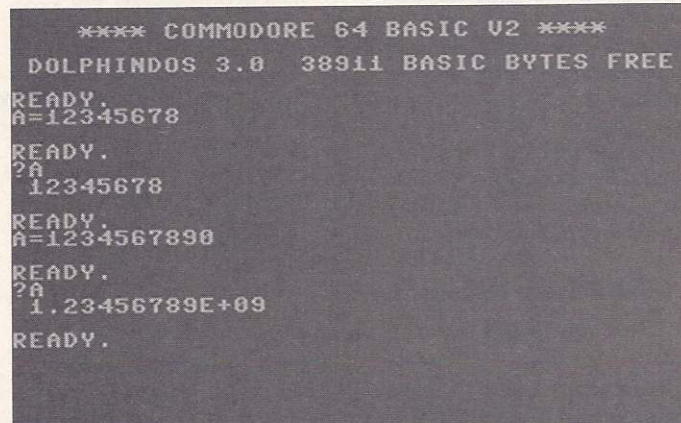 **** COMMODORE 64 BASIC V2 ****
DOLPHINDOS 3.0  38911 BASIC BYTES FREE
READY.
A=12345678
READY.
?A
 12345678
READY.
A=1234567890
READY.
?A
 1.23456789E+09
READY.